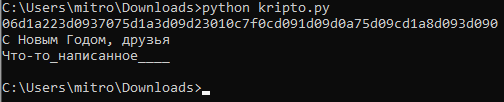 C:\Users\mitro\Downloads>python kripto.py
06d1a223d0937075d1a3d09d23010c7f0cd091d09d0a75d09cd1a8d093d090
С Новым Годом, друзья
Что-то_написанное____
C:\Users\mitro\Downloads>